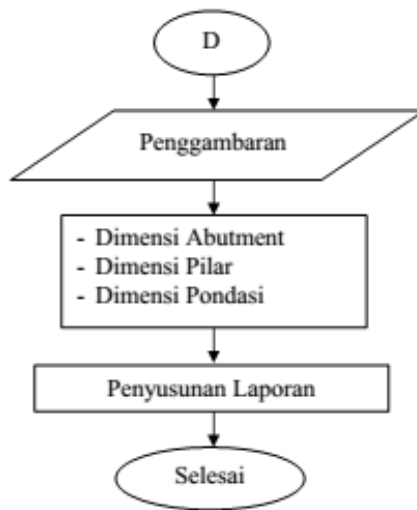 D
Penggambaran
- Dimensi Abutment
- Dimensi Pilar
- Dimensi Pondasi
Penyusunan Laporan
Selesai